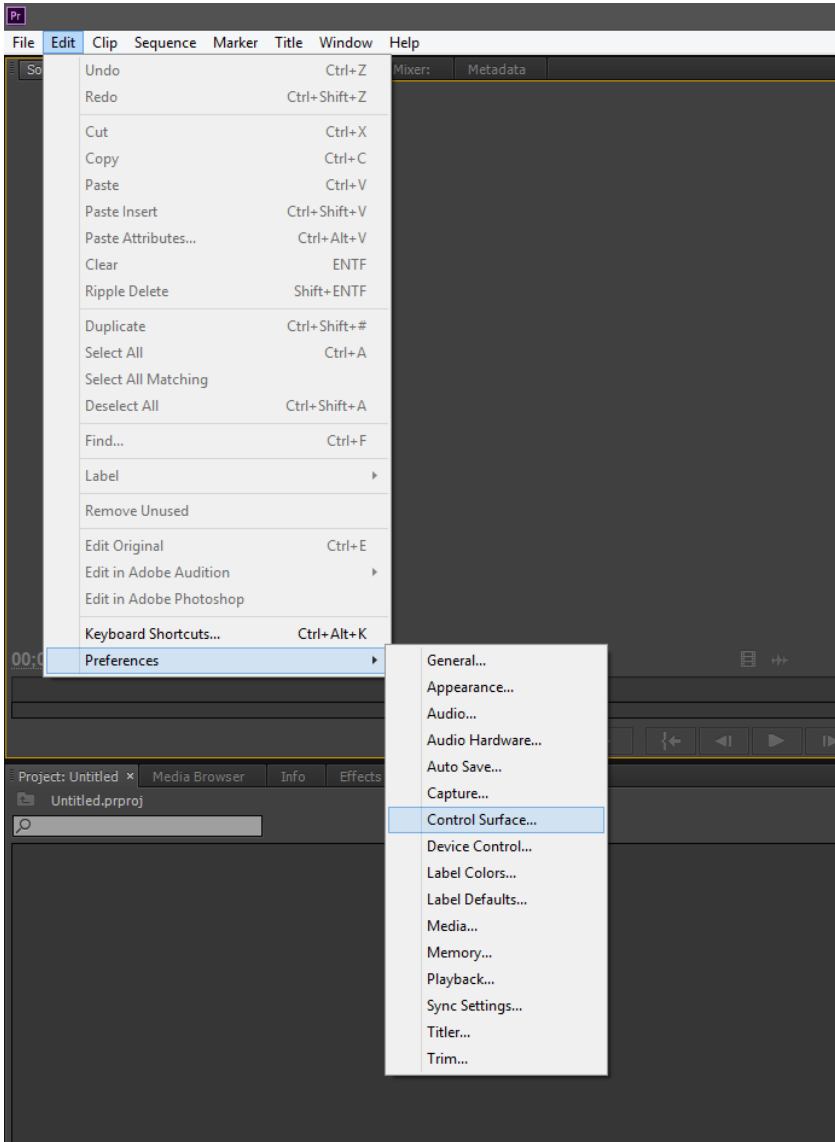 Pr
File Edit Clip Sequence Marker Title Window Help
So Mixer: Metadata
Undo Ctrl+Z
Redo Ctrl+Shift+Z
Cut Ctrl+X
Copy Ctrl+C
Paste Ctrl+V
Paste Insert Ctrl+Shift+V
Paste Attributes... Ctrl+Alt+V
Clear ENTF
Ripple Delete Shift+ENTF
Duplicate Ctrl+Shift+#
Select All Ctrl+A
Select All Matching
Deselect All Ctrl+Shift+A
Find... Ctrl+F
Label
Remove Unused
Edit Original Ctrl+E
Edit in Adobe Audition
Edit in Adobe Photoshop
Keyboard Shortcuts... Ctrl+Alt+K
Preferences
General...
Appearance...
Audio...
Audio Hardware...
Auto Save...
Capture...
Control Surface...
Device Control...
Label Colors...
Label Defaults...
Media...
Memory...
Playback...
Sync Settings...
Titler...
Trim...
Project: Untitled × Media Browser Info Effects
Untitled.prproj